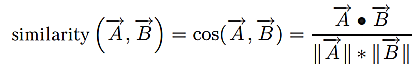 similarity (A⃗, B⃗) = cos(A⃗, B⃗) = A⃗ • B⃗ / ‖A⃗‖ * ‖B⃗‖